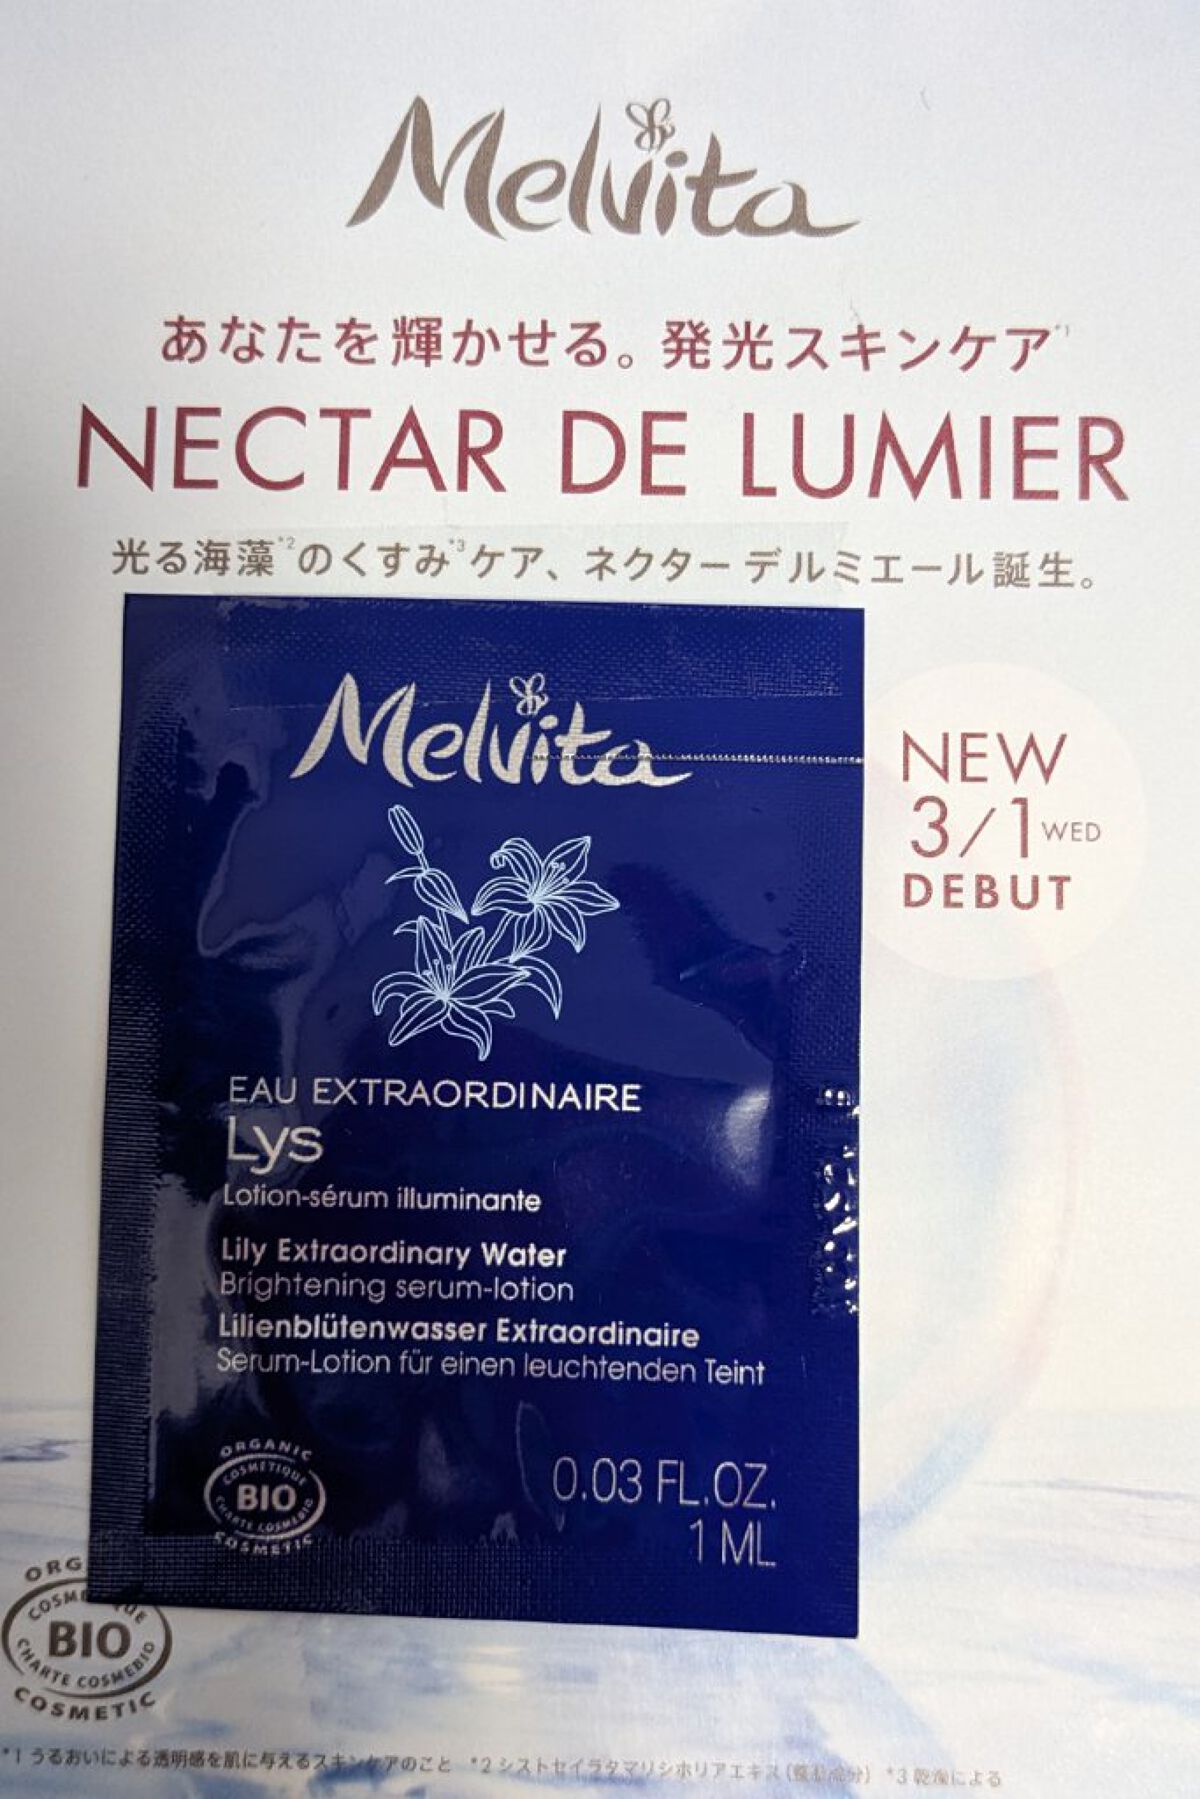 Melvita
あなたを輝かせる。発光スキンケア*1
NECTAR DE LUMIER
光る海藻*2のくすみ*3ケア、ネクター デルミエール誕生。
Melvita
NEW
3/1 WED
DEBUT
EAU EXTRAORDINAIRE
Lys
Lotion-sérum illuminante
Lily Extraordinary Water
Brightening serum-lotion
Lilienblütenwasser Extraordinaire
Serum-Lotion für einen leuchtenden Teint
ORGANIC
COSMÉTIQUE
BIO
CHARTE COSMEBIO
COSMETIC
0.03 FL.OZ.
1 ML
ORG
COSM QUE
BIO
CHARTE COSMEBIO
COSMETIC
*1 うるおいによる透明感を肌に与えるスキンケアのこと *2 シストセイラタマリシホリアエキス *3 乾燥による